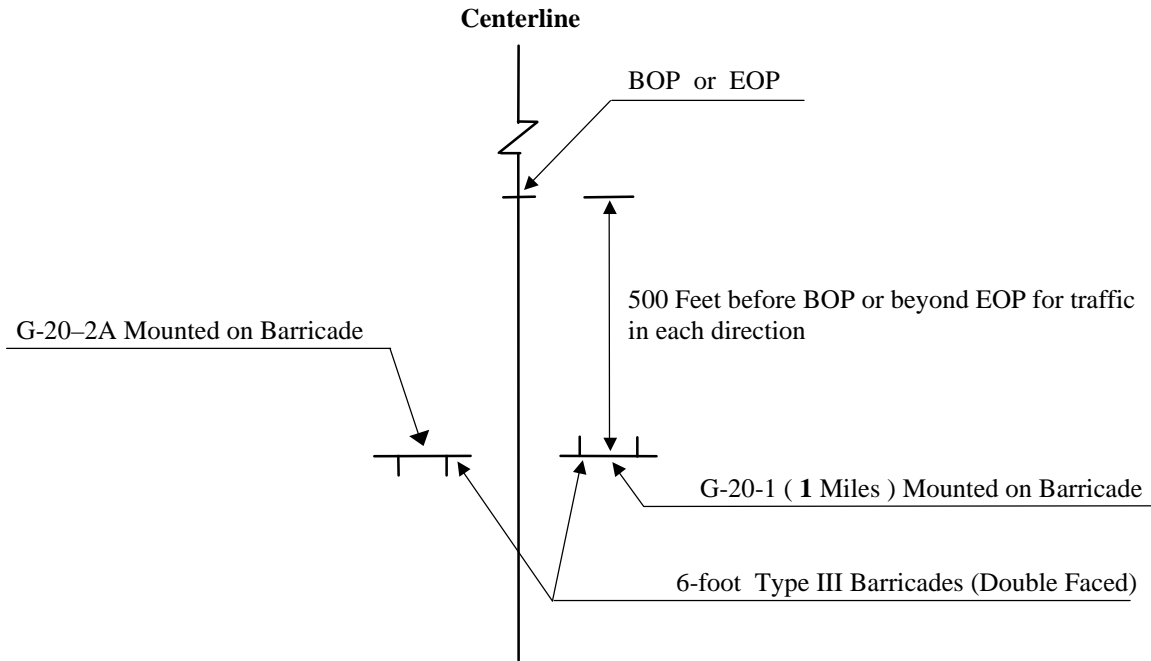 Centerline
BOP or EOP
500 Feet before BOP or beyond EOP for traffic
in each direction
G-20–2A Mounted on Barricade
G-20-1 ( 1 Miles ) Mounted on Barricade
6-foot Type III Barricades (Double Faced)